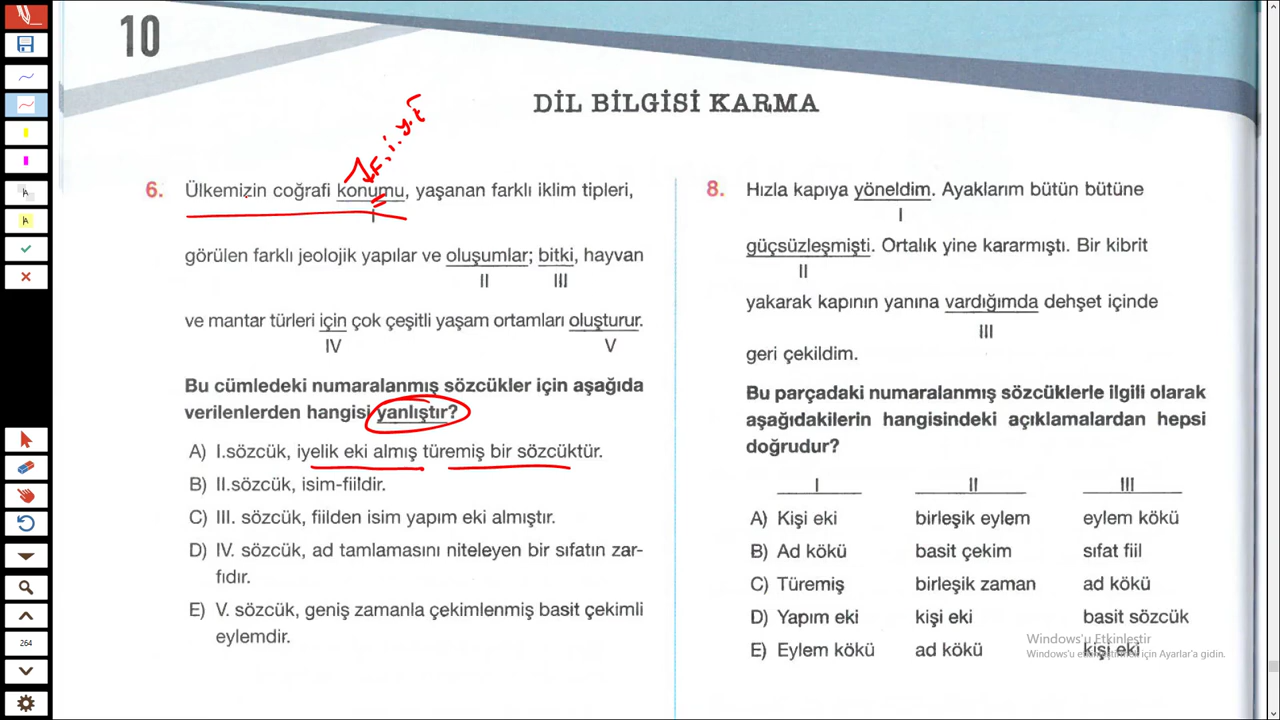 10
DİL BİLGİSİ KARMA
F. i. y. E
6. Ülkemizin coğrafi konumu, yaşanan farklı iklim tipleri,
I
görülen farklı jeolojik yapılar ve oluşumlar; bitki, hayvan
II III
ve mantar türleri için çok çeşitli yaşam ortamları oluşturur.
IV V
Bu cümledeki numaralanmış sözcükler için aşağıda
verilenlerden hangisi yanlıştır?
A) I.sözcük, iyelik eki almış türemiş bir sözcüktür.
B) II.sözcük, isim-fiildir.
C) III. sözcük, fiilden isim yapım eki almıştır.
D) IV. sözcük, ad tamlamasını niteleyen bir sıfatın zar-
fıdır.
E) V. sözcük, geniş zamanla çekimlenmiş basit çekimli
eylemdir.
8. Hızla kapıya yöneldim. Ayaklarım bütün bütüne
I
güçsüzleşmişti. Ortalık yine kararmıştı. Bir kibrit
II
yakarak kapının yanına vardığımda dehşet içinde
III
geri çekildim.
Bu parçadaki numaralanmış sözcüklerle ilgili olarak
aşağıdakilerin hangisindeki açıklamalardan hepsi
doğrudur?
I II III
A) Kişi eki birleşik eylem eylem kökü
B) Ad kökü basit çekim sıfat fiil
C) Türemiş birleşik zaman ad kökü
D) Yapım eki kişi eki basit sözcük
E) Eylem kökü ad kökü kişi eki
Windows'u Etkinleştir
Windows'u etkinleştirmek için Ayarlar'a gidin.
264